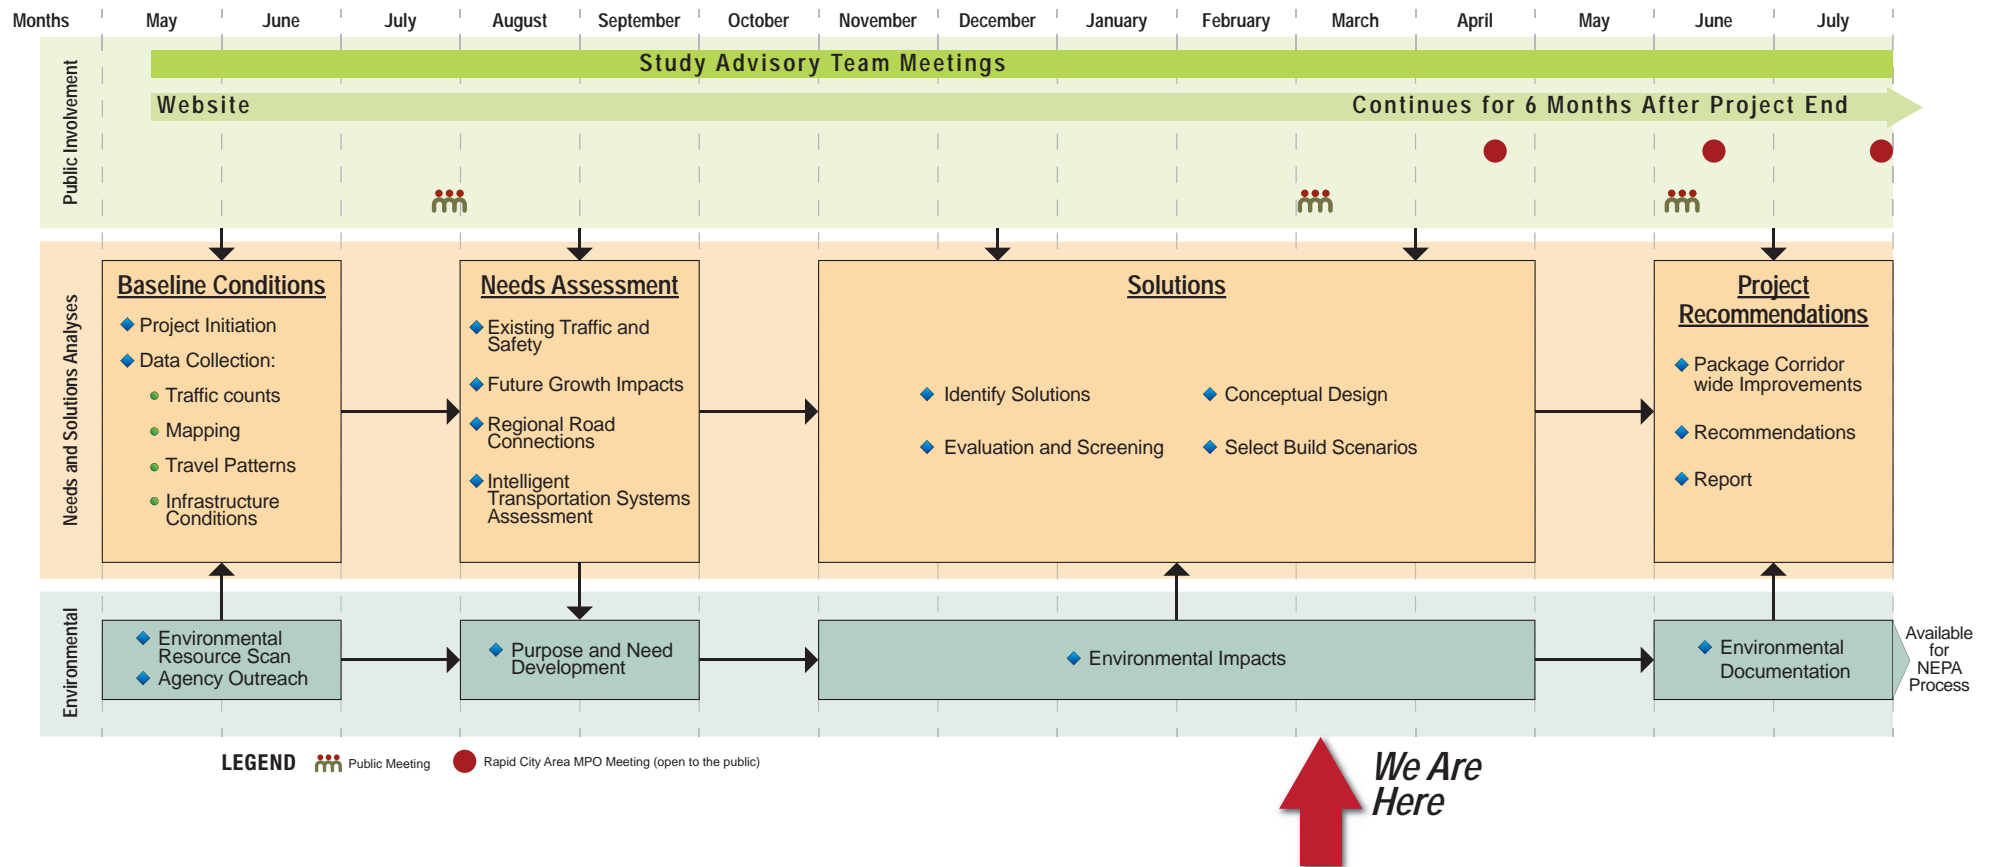 Months May June July August September October November December January February March April May June July
Public Involvement
Study Advisory Team Meetings
Website Continues for 6 Months After Project End
Needs and Solutions Analyses
Baseline Conditions
Project Initiation
Data Collection:
Traffic counts
Mapping
Travel Patterns
Infrastructure
Conditions
Needs Assessment
Existing Traffic and
Safety
Future Growth Impacts
Regional Road
Connections
Intelligent
Transportation Systems
Assessment
Solutions
Identify Solutions
Evaluation and Screening
Conceptual Design
Select Build Scenarios
Project
Recommendations
Package Corridor
wide Improvements
Recommendations
Report
Environmental
Environmental
Resource Scan
Agency Outreach
Purpose and Need
Development
Environmental Impacts
Environmental
Documentation
Available
for
NEPA
Process
LEGEND Public Meeting Rapid City Area MPO Meeting (open to the public)
We Are
Here